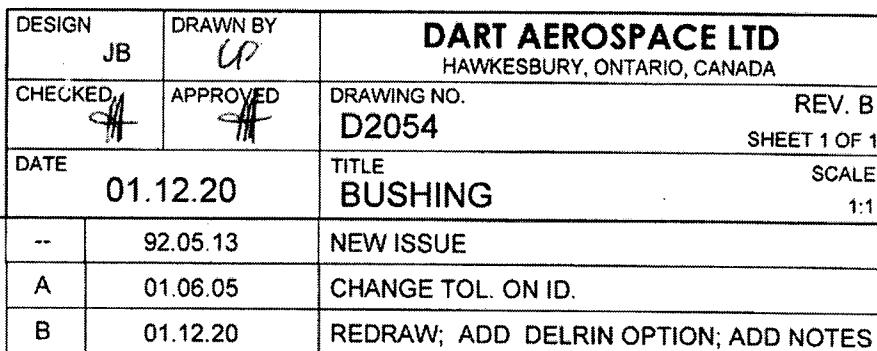 DESIGN
JB
DRAWN BY
DART AEROSPACE LTD
HAWKESBURY, ONTARIO, CANADA
CHECKED
APPROVED
DRAWING NO.
D2054
REV. B
SHEET 1 OF 1
DATE
01.12.20
TITLE
BUSHING
SCALE
1:1
-- 92.05.13 NEW ISSUE
A 01.06.05 CHANGE TOL. ON ID.
B 01.12.20 REDRAW; ADD DELRIN OPTION; ADD NOTES